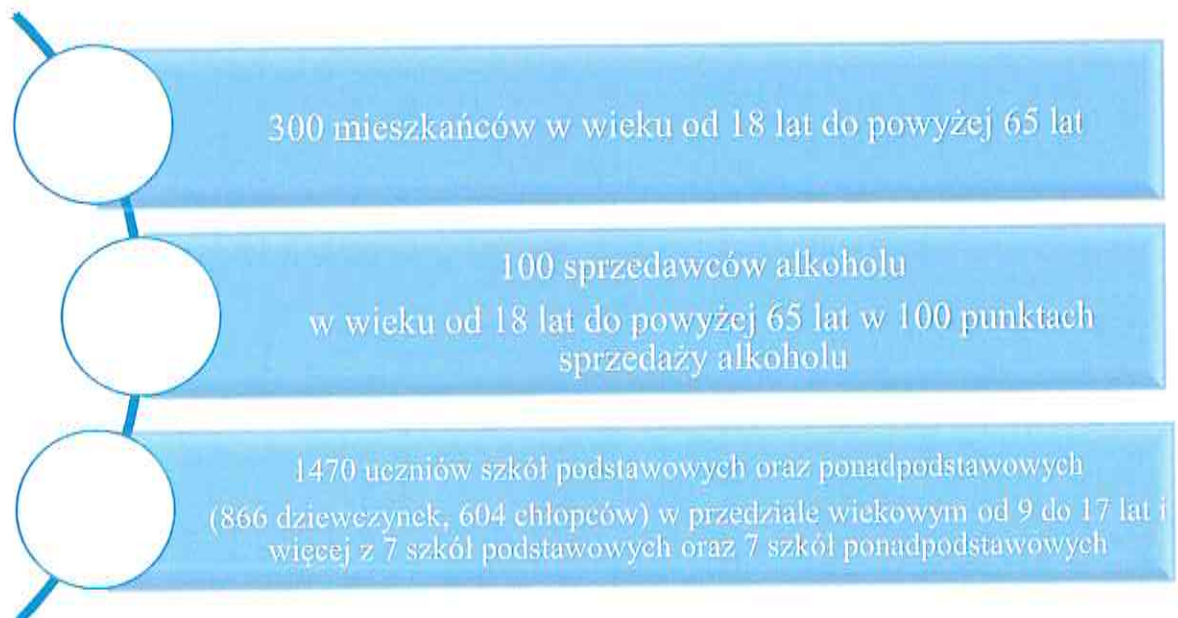 300 mieszkańców w wieku od 18 lat do powyżej 65 lat
100 sprzedawców alkoholu
w wieku od 18 lat do powyżej 65 lat w 100 punktach
sprzedaży alkoholu
1470 uczniów szkół podstawowych oraz ponadpodstawowych
(866 dziewczynek, 604 chłopców) w przedziale wiekowym od 9 do 17 lat i
więcej z 7 szkół podstawowych oraz 7 szkół ponadpodstawowych